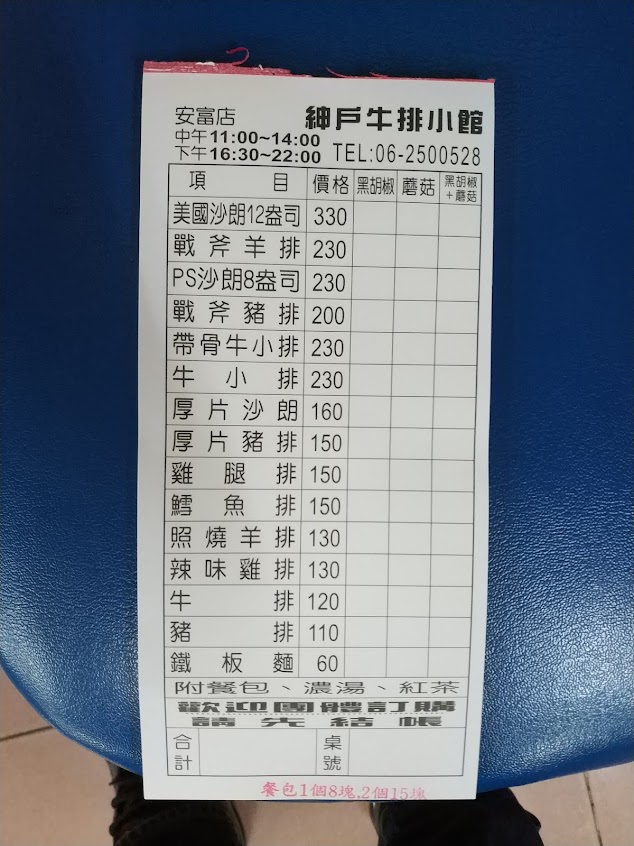 安富店 紳戶牛排小館
中午11:00~14:00
下午16:30~22:00 TEL:06-2500528
項目 價格 黑胡椒 蘑菇 黑胡椒+蘑菇
美國沙朗12盎司 330
戰斧羊排 230
PS沙朗8盎司 230
戰斧豬排 200
帶骨牛小排 230
牛小排 230
厚片沙朗 160
厚片豬排 150
雞腿排 150
鱈魚排 150
照燒羊排 130
辣味雞排 130
牛排 120
豬排 110
鐵板麵 60
附餐包、濃湯、紅茶
歡迎團體訂購
請先結帳
合計 桌號
餐包1個8塊.2個15塊